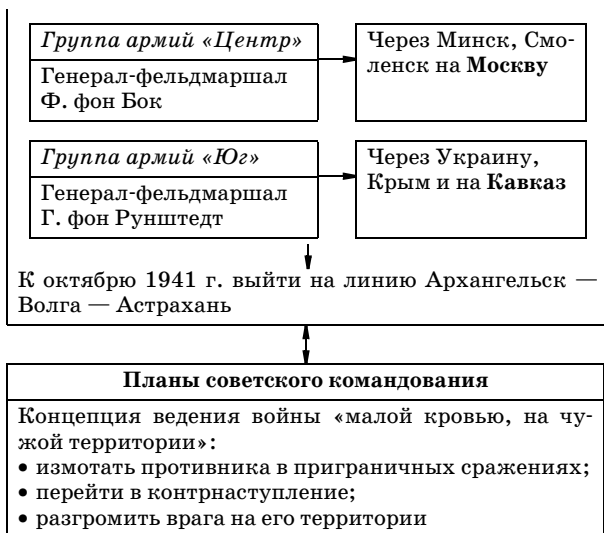 Группа армий «Центр»
Генерал-фельдмаршал
Ф. фон Бок
Через Минск, Смо-
ленск на Москву
Группа армий «Юг»
Генерал-фельдмаршал
Г. фон Рунштедт
Через Украину,
Крым и на Кавказ
К октябрю 1941 г. выйти на линию Архангельск —
Волга — Астрахань
Планы советского командования
Концепция ведения войны «малой кровью, на чу-
жой территории»:
• измотать противника в приграничных сражениях;
• перейти в контрнаступление;
• разгромить врага на его территории